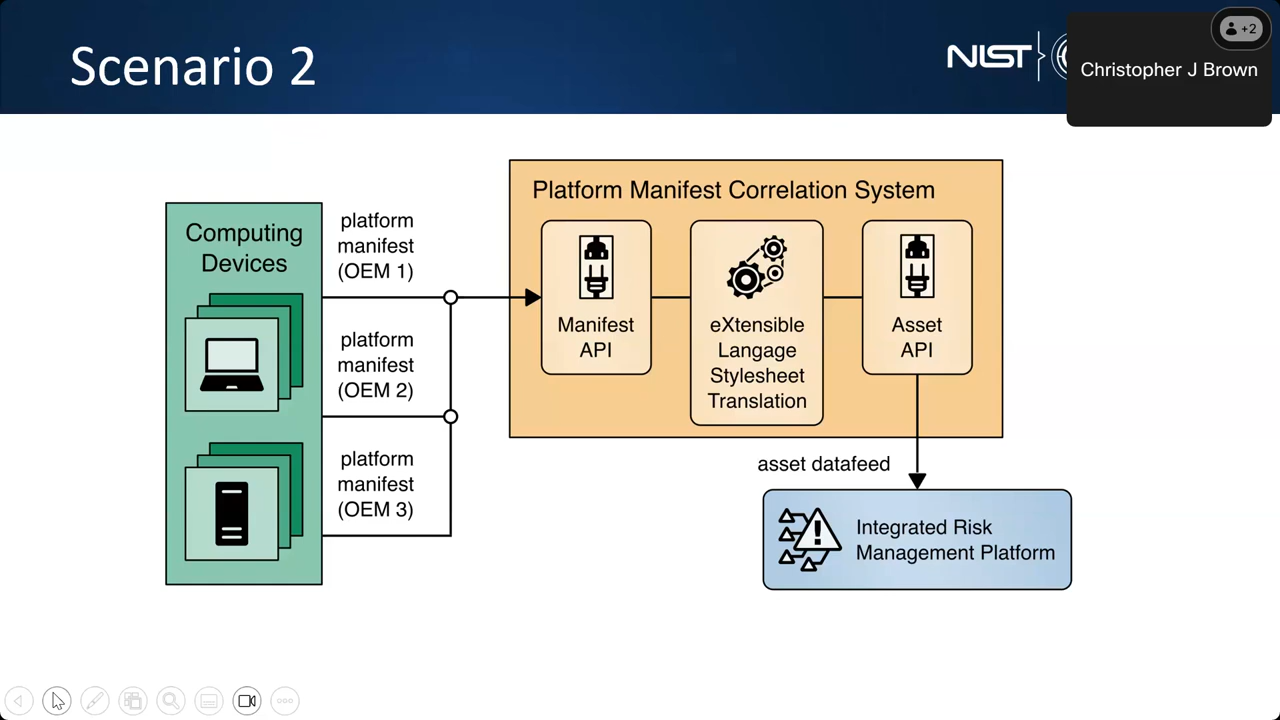 Scenario 2
NIST
+2
Christopher J Brown
Computing
Devices
platform
manifest
(OEM 1)
platform
manifest
(OEM 2)
platform
manifest
(OEM 3)
Platform Manifest Correlation System
Manifest
API
eXtensible
Langage
Stylesheet
Translation
Asset
API
asset datafeed
Integrated Risk
Management Platform